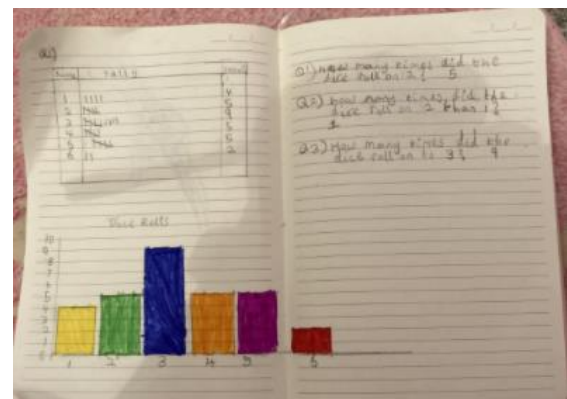 Q1)
Tally
1 IIII 4
2 5
3 9
4 5
5 5
6 II 2
Dice Rolls
10
9
8
7
6
5
4
3
2
1
0
1 2 3 4 5 6
Q1) How many times did the
dice roll on 2? 5
Q2) how many times did the
dice roll on 2 than 1?
1
Q3) How many times did the
dice roll on 3? 9